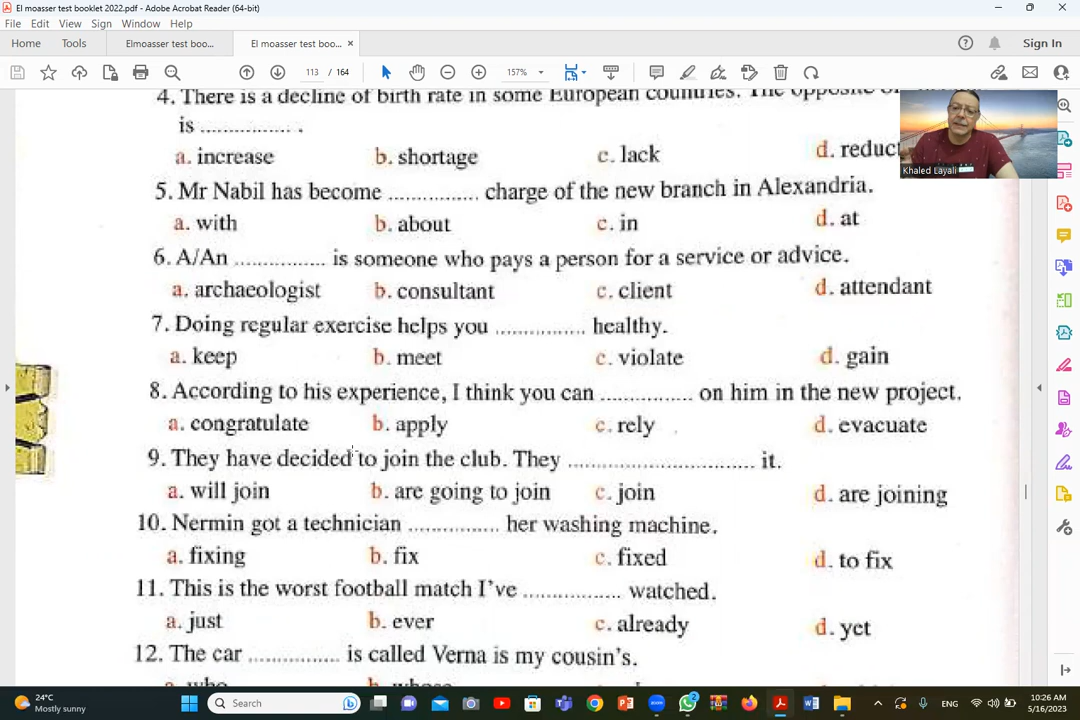 El moasser test booklet 2022.pdf - Adobe Acrobat Reader (64-bit)
File Edit View Sign Window Help
Home Tools Elmoasser test boo... El moasser test boo... × Sign In
113 / 164 157%
4. There is a decline of birth rate in some European countries. The opposite
is ................ .
a. increase b. shortage c. lack d. reduc
5. Mr Nabil has become ................ charge of the new branch in Alexandria.
a. with b. about c. in d. at
6. A/An ................ is someone who pays a person for a service or advice.
a. archaeologist b. consultant c. client d. attendant
7. Doing regular exercise helps you ................ healthy.
a. keep b. meet c. violate d. gain
8. According to his experience, I think you can ................ on him in the new project.
a. congratulate b. apply c. rely d. evacuate
9. They have decided to join the club. They ................................ it.
a. will join b. are going to join c. join d. are joining
10. Nermin got a technician ................ her washing machine.
a. fixing b. fix c. fixed d. to fix
11. This is the worst football match I've ................ watched.
a. just b. ever c. already d. yet
12. The car ................ is called Verna is my cousin's.
a. who b. whose
Khaled Layali
24°C
Mostly sunny
Search
2
ENG
10:26 AM
5/16/2023